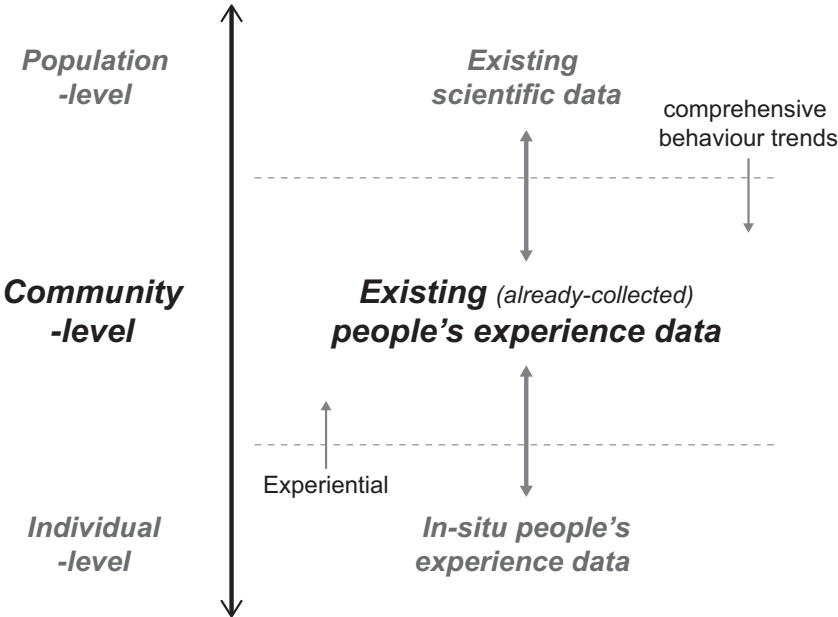 Population
-level
Existing
scientific data
comprehensive
behaviour trends
Community
-level
Existing (already-collected)
people's experience data
Experiential
Individual
-level
In-situ people's
experience data